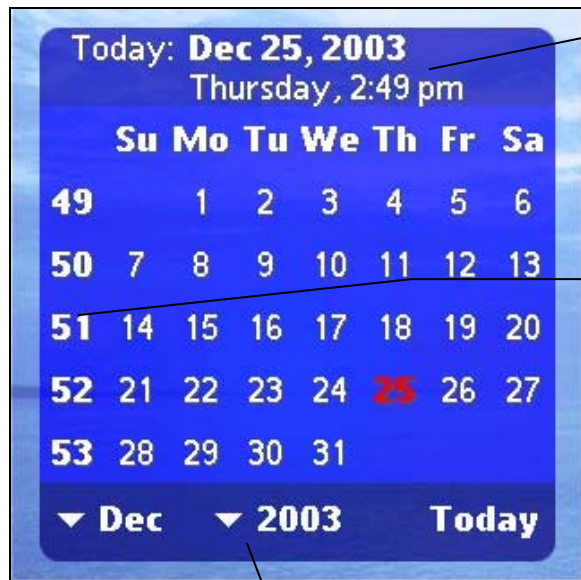 Today: Dec 25, 2003
Thursday, 2:49 pm
Su Mo Tu We Th Fr Sa
49 1 2 3 4 5 6
50 7 8 9 10 11 12 13
51 14 15 16 17 18 19 20
52 21 22 23 24 25 26 27
53 28 29 30 31
Dec 2003 Today